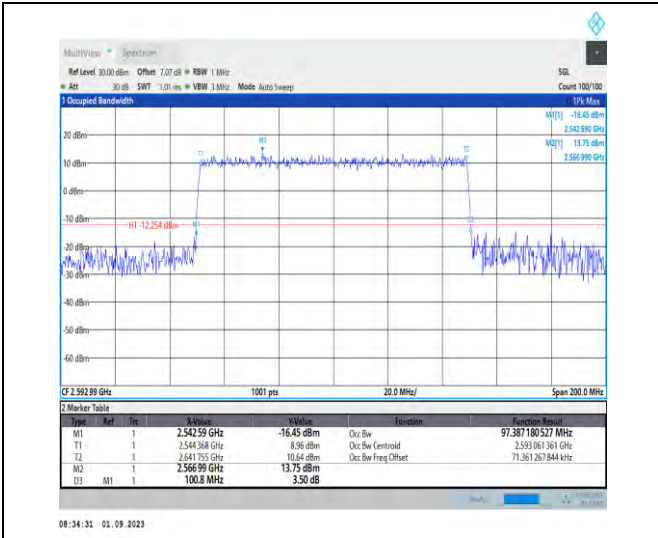 MultiView Spectrum
Ref Level 30.00 dBm Offset 7.07 dB RBW 1 MHz SGL
Att 30 dB SWT 1.01 ms VBW 3 MHz Mode Auto Sweep Count 100/100
1 Occupied Bandwidth 1Pk Max
M1[1] -16.45 dBm
2.542 590 GHz
M2[1] 13.75 dBm
2.566 990 GHz
20 dBm
M2
T1
T2
10 dBm
0 dBm
-10 dBm
H1 -12.254 dBm
M1
D3
-20 dBm
-30 dBm
-40 dBm
-50 dBm
-60 dBm
CF 2.592 99 GHz 1001 pts 20.0 MHz/ Span 200.0 MHz
2 Marker Table
Type Ref Trc X-Value Y-Value Function Function Result
M1 1 2.542 59 GHz -16.45 dBm Occ Bw 97.387 180 527 MHz
T1 1 2.544 368 GHz 8.96 dBm Occ Bw Centroid 2.593 061 361 GHz
T2 1 2.641 755 GHz 10.64 dBm Occ Bw Freq Offset 71.361 267 844 kHz
M2 1 2.566 99 GHz 13.75 dBm
D3 M1 1 100.8 MHz 3.50 dB
08:34:31 01.09.2023